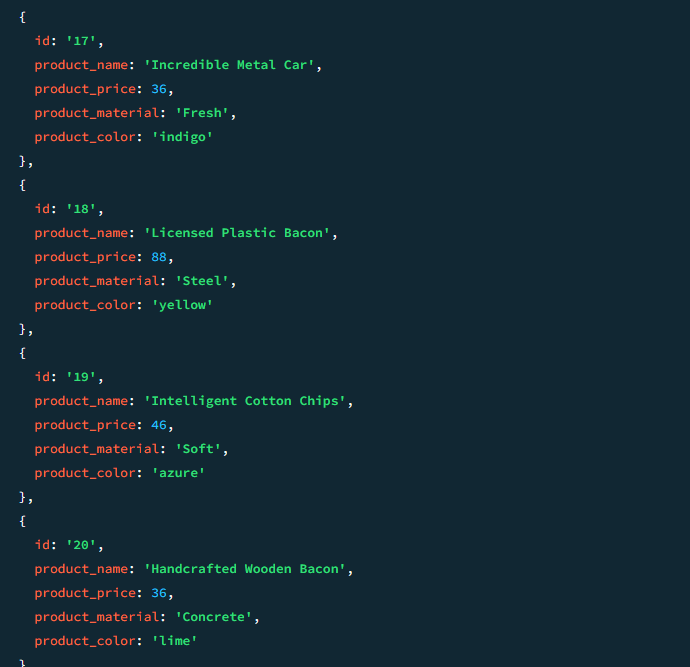 {
id: '17',
product_name: 'Incredible Metal Car',
product_price: 36,
product_material: 'Fresh',
product_color: 'indigo'
},
{
id: '18',
product_name: 'Licensed Plastic Bacon',
product_price: 88,
product_material: 'Steel',
product_color: 'yellow'
},
{
id: '19',
product_name: 'Intelligent Cotton Chips',
product_price: 46,
product_material: 'Soft',
product_color: 'azure'
},
{
id: '20',
product_name: 'Handcrafted Wooden Bacon',
product_price: 36,
product_material: 'Concrete',
product_color: 'lime'
}